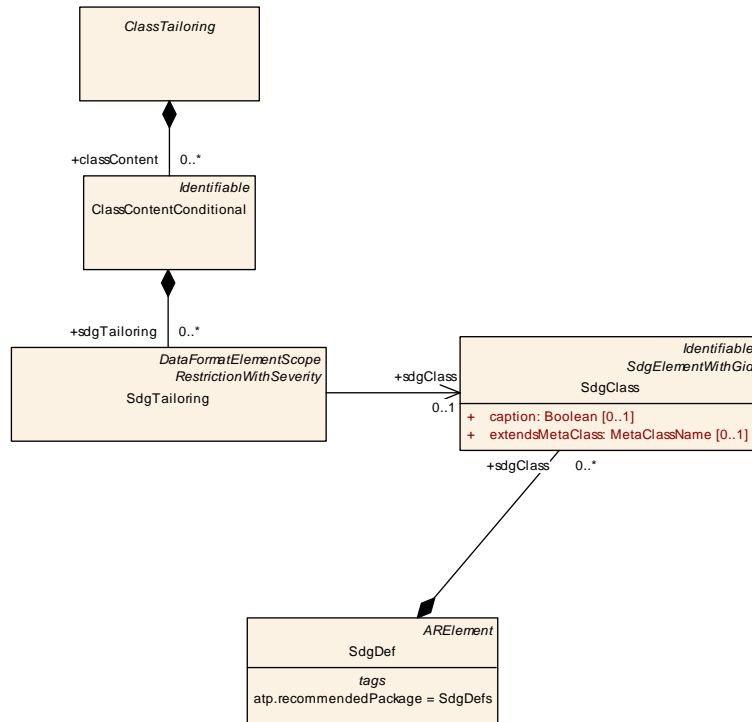 ClassTailoring
+classContent 0..*
Identifiable
ClassContentConditional
+sdgTailoring 0..*
DataFormatElementScope
RestrictionWithSeverity
SdgTailoring
+sdgClass
0..1
Identifiable
SdgElementWithGid
SdgClass
+ caption: Boolean [0..1]
+ extendsMetaClass: MetaClassName [0..1]
+sdgClass 0..*
ARElement
SdgDef
tags
atp.recommendedPackage = SdgDefs